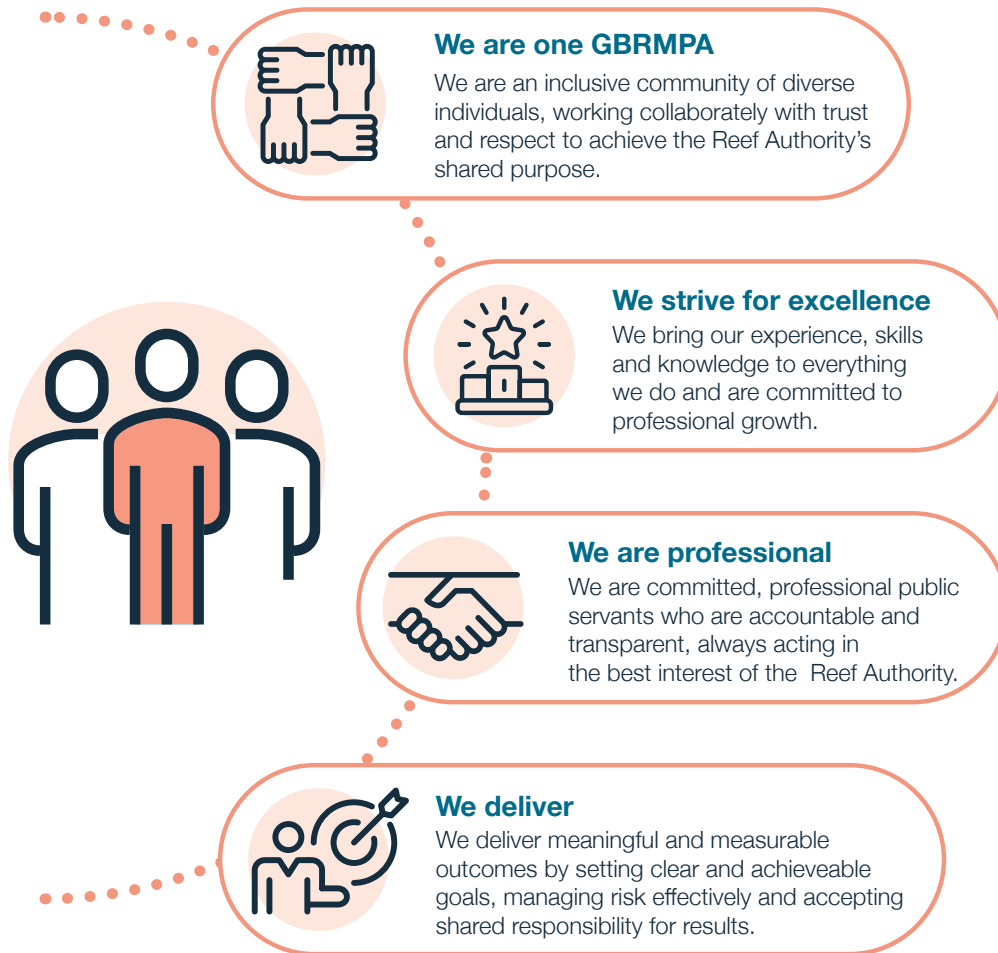 We are one GBRMPA
We are an inclusive community of diverse
individuals, working collaboratively with trust
and respect to achieve the Reef Authority's
shared purpose.
We strive for excellence
We bring our experience, skills
and knowledge to everything
we do and are committed to
professional growth.
We are professional
We are committed, professional public
servants who are accountable and
transparent, always acting in
the best interest of the  Reef Authority.
We deliver
We deliver meaningful and measurable
outcomes by setting clear and achieveable
goals, managing risk effectively and accepting
shared responsibility for results.